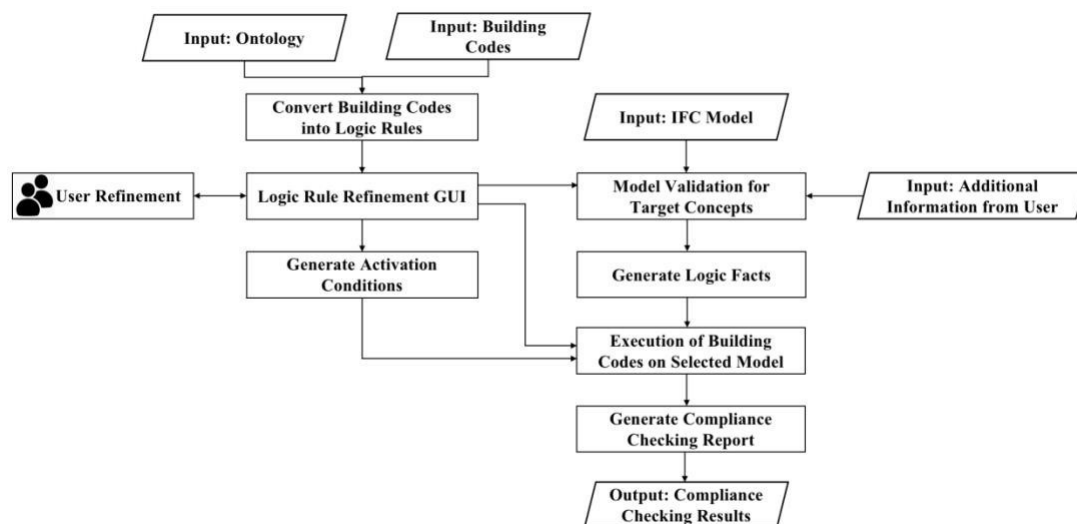 Input: Ontology
Input: Building
Codes
Convert Building Codes
into Logic Rules
Input: IFC Model
User Refinement
Logic Rule Refinement GUI
Model Validation for
Target Concepts
Input: Additional
Information from User
Generate Activation
Conditions
Generate Logic Facts
Execution of Building
Codes on Selected Model
Generate Compliance
Checking Report
Output: Compliance
Checking Results